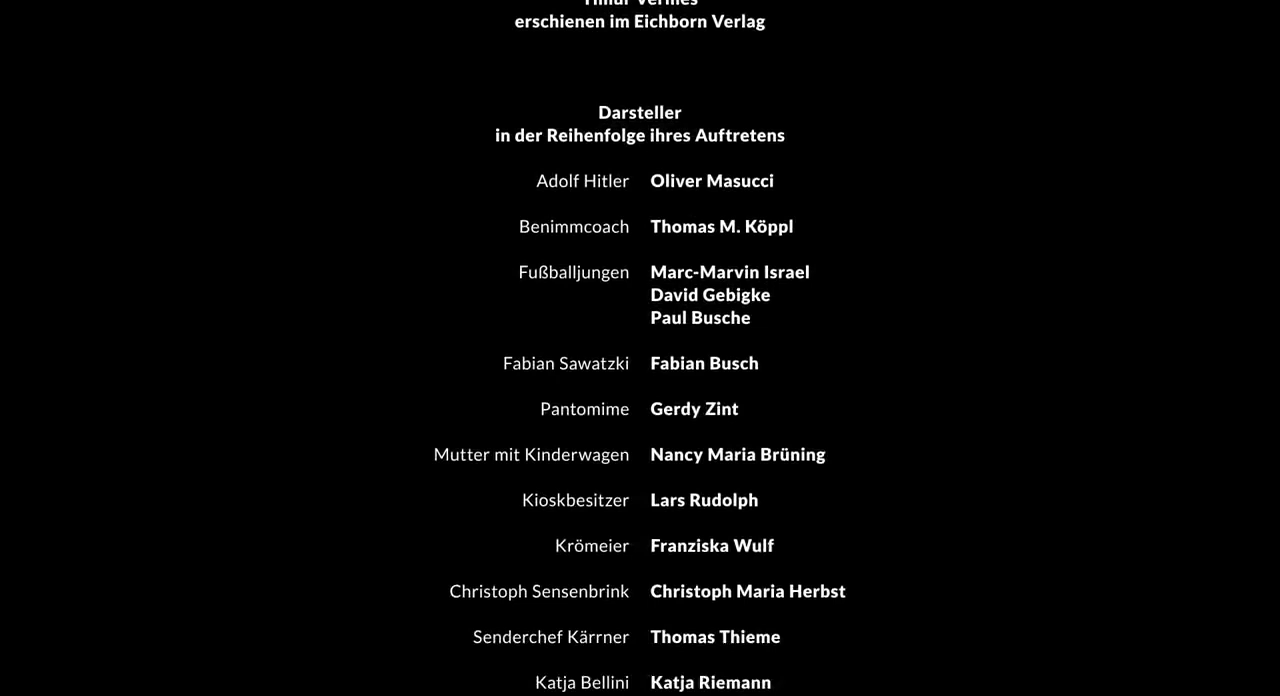 Timur Vermes
erschienen im Eichborn Verlag
Darsteller
in der Reihenfolge ihres Auftretens
Adolf Hitler Oliver Masucci
Benimmcoach Thomas M. Köppl
Fußballjungen Marc-Marvin Israel
David Gebigke
Paul Busche
Fabian Sawatzki Fabian Busch
Pantomime Gerdy Zint
Mutter mit Kinderwagen Nancy Maria Brüning
Kioskbesitzer Lars Rudolph
Krömeier Franziska Wulf
Christoph Sensenbrink Christoph Maria Herbst
Senderchef Kärrner Thomas Thieme
Katja Bellini Katja Riemann